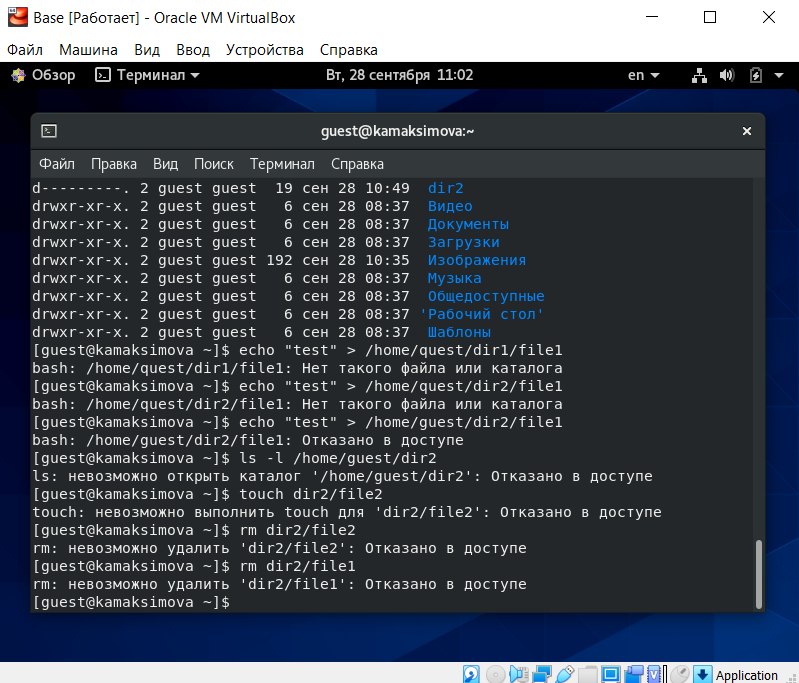 Base [Работает] - Oracle VM VirtualBox
Файл Машина Вид Ввод Устройства Справка
Обзор Терминал Вт, 28 сентября 11:02 en
guest@kamaksimova:~
Файл Правка Вид Поиск Терминал Справка
d---------. 2 guest guest 19 сен 28 10:49 dir2
drwxr-xr-x. 2 guest guest 6 сен 28 08:37 Видео
drwxr-xr-x. 2 guest guest 6 сен 28 08:37 Документы
drwxr-xr-x. 2 guest guest 6 сен 28 08:37 Загрузки
drwxr-xr-x. 2 guest guest 192 сен 28 10:35 Изображения
drwxr-xr-x. 2 guest guest 6 сен 28 08:37 Музыка
drwxr-xr-x. 2 guest guest 6 сен 28 08:37 Общедоступные
drwxr-xr-x. 2 guest guest 6 сен 28 08:37 'Рабочий стол'
drwxr-xr-x. 2 guest guest 6 сен 28 08:37 Шаблоны
[guest@kamaksimova ~]$ echo "test" > /home/quest/dir1/file1
bash: /home/quest/dir1/file1: Нет такого файла или каталога
[guest@kamaksimova ~]$ echo "test" > /home/quest/dir2/file1
bash: /home/quest/dir2/file1: Нет такого файла или каталога
[guest@kamaksimova ~]$ echo "test" > /home/guest/dir2/file1
bash: /home/guest/dir2/file1: Отказано в доступе
[guest@kamaksimova ~]$ ls -l /home/guest/dir2
ls: невозможно открыть каталог '/home/guest/dir2': Отказано в доступе
[guest@kamaksimova ~]$ touch dir2/file2
touch: невозможно выполнить touch для 'dir2/file2': Отказано в доступе
[guest@kamaksimova ~]$ rm dir2/file2
rm: невозможно удалить 'dir2/file2': Отказано в доступе
[guest@kamaksimova ~]$ rm dir2/file1
rm: невозможно удалить 'dir2/file1': Отказано в доступе
[guest@kamaksimova ~]$
Application